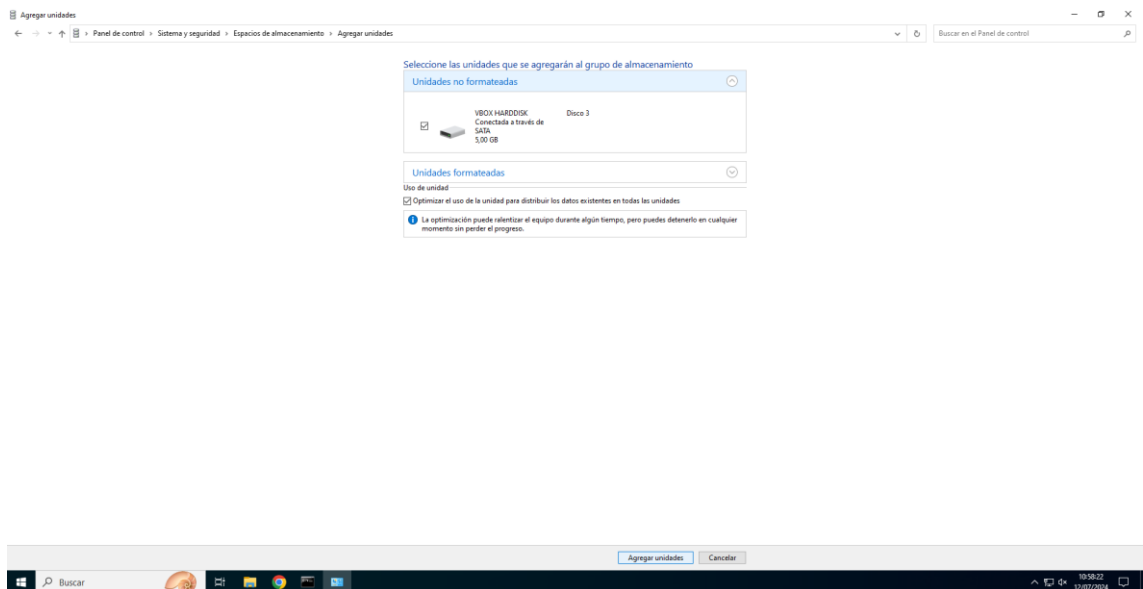 Agregar unidades
Panel de control > Sistema y seguridad > Espacios de almacenamiento > Agregar unidades
Buscar en el Panel de control
Seleccione las unidades que se agregarán al grupo de almacenamiento
Unidades no formateadas
VBOX HARDDISK Disco 3
Conectada a través de
SATA
5,00 GB
Unidades formateadas
Uso de unidad
Optimizar el uso de la unidad para distribuir los datos existentes en todas las unidades
La optimización puede ralentizar el equipo durante algún tiempo, pero puedes detenerlo en cualquier
momento sin perder el progreso.
Agregar unidades Cancelar
Buscar
10:58:22
12/07/2024